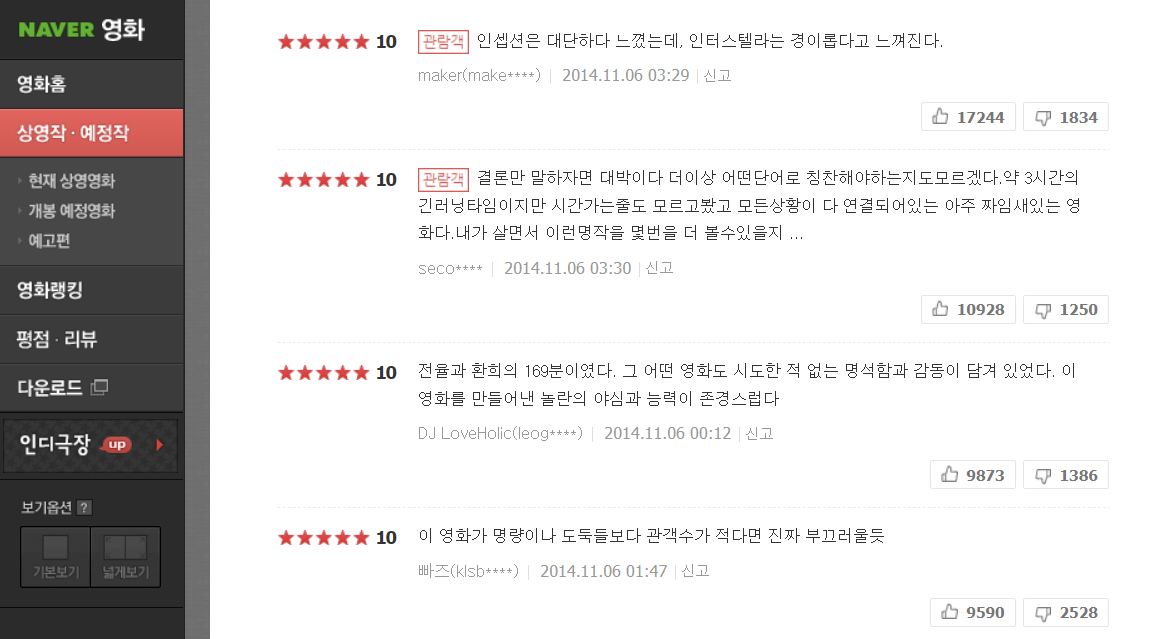 NAVER 영화
영화홈
상영작 · 예정작
현재 상영영화
개봉 예정영화
예고편
영화랭킹
평점 · 리뷰
다운로드
인디극장 up
보기옵션 ?
기본보기 넓게보기
10 관람객 인셉션은 대단하다 느꼈는데, 인터스텔라는 경이롭다고 느껴진다.
maker(make****) 2014.11.06 03:29 신고
17244 1834
10 관람객 결론만 말하자면 대박이다 더이상 어떤단어로 칭찬해야하는지도모르겠다.약 3시간의
긴러닝타임이지만 시간가는줄도 모르고봤고 모든상황이 다 연결되어있는 아주 짜임새있는 영
화다.내가 살면서 이런명작을 몇번을 더 볼수있을지 ...
seco**** 2014.11.06 03:30 신고
10928 1250
10 전율과 환희의 169분이였다. 그 어떤 영화도 시도한 적 없는 명석함과 감동이 담겨 있었다. 이
영화를 만들어낸 놀란의 야심과 능력이 존경스럽다
DJ LoveHolic(leog****) 2014.11.06 00:12 신고
9873 1386
10 이 영화가 명량이나 도둑들보다 관객수가 적다면 진짜 부끄러울듯
빠즈(klsb****) 2014.11.06 01:47 신고
9590 2528